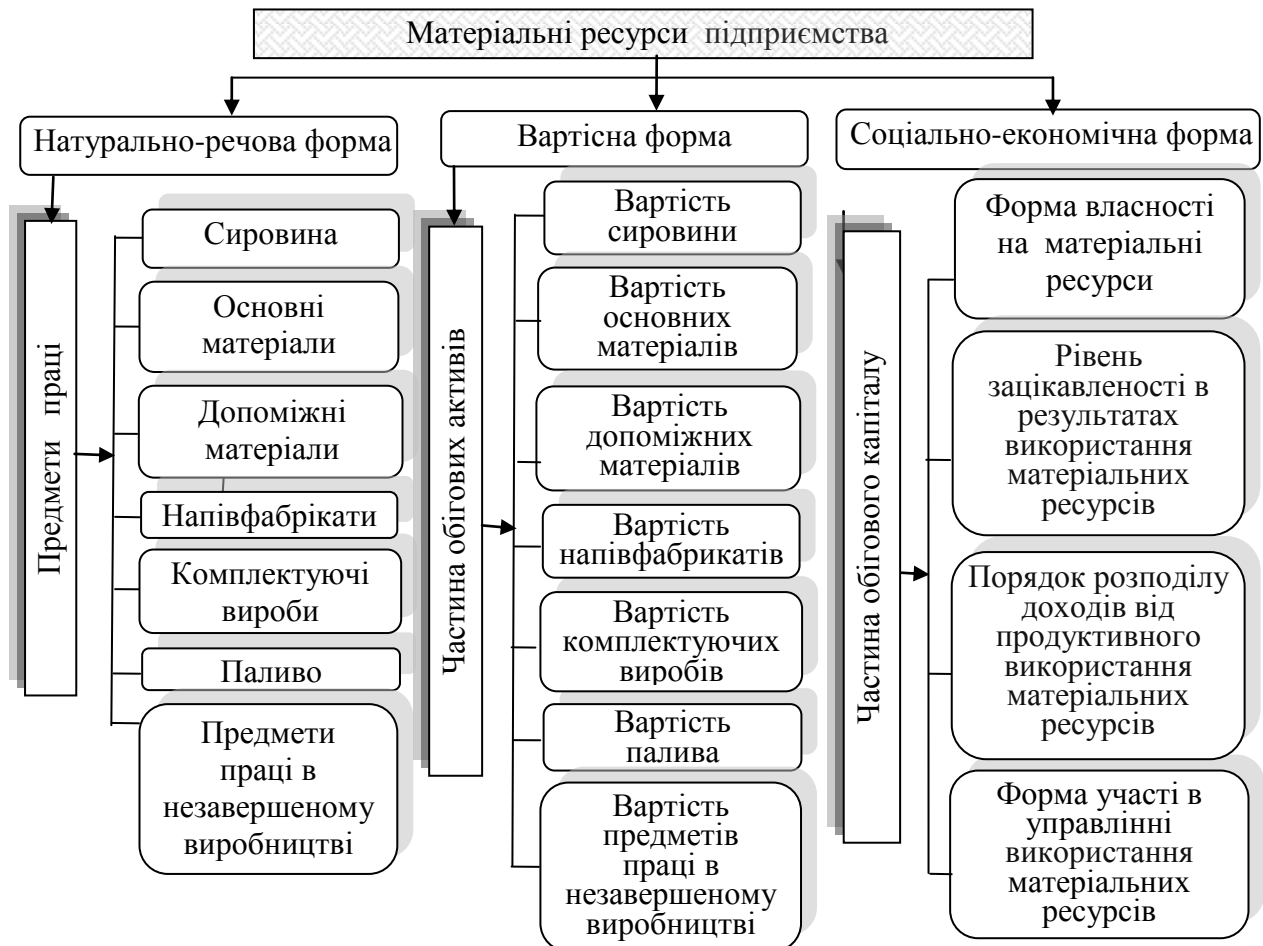 Матеріальні ресурси підприємства
Натурально-речова форма
Вартісна форма
Соціально-економічна форма
Предмети праці
Сировина
Основні
матеріали
Допоміжні
матеріали
Напівфабрікати
Комплектуючі
вироби
Паливо
Предмети
праці в
незавершеному
виробництві
Частина обігових активів
Вартість
сировини
Вартість
основних
матеріалів
Вартість
допоміжних
матеріалів
Вартість
напівфабрикатів
Вартість
комплектуючих
виробів
Вартість
палива
Вартість
предметів
праці в
незавершеному
виробництві
Частина обігового капіталу
Форма власності
на матеріальні
ресурси
Рівень
зацікавленості в
результатах
використання
матеріальних
ресурсів
Порядок розподілу
доходів від
продуктивного
використання
матеріальних
ресурсів
Форма участі в
управлінні
використання
матеріальних
ресурсів